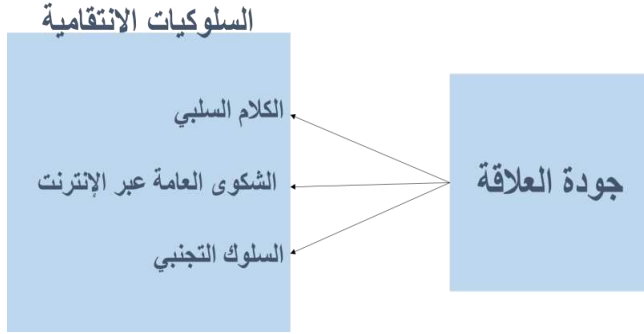 السلوكيات الانتقامية
الكلام السلبي
الشكوى العامة عبر الإنترنت
السلوك التجنبي
جودة العلاقة